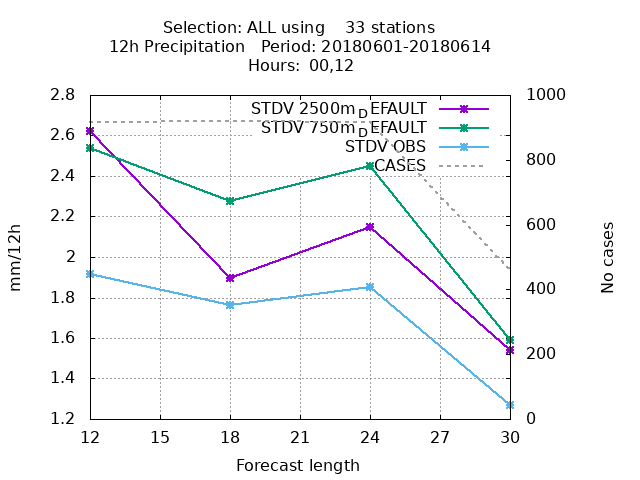 Selection: ALL using 33 stations
12h Precipitation Period: 20180601-20180614
Hours: 00,12
STDV 2500m_DEFAULT
STDV 750m_DEFAULT
STDV OBS
CASES
mm/12h
2.8
2.6
2.4
2.2
2
1.8
1.6
1.4
1.2
1000
800
600
400
200
0
No cases
12 15 18 21 24 27 30
Forecast length